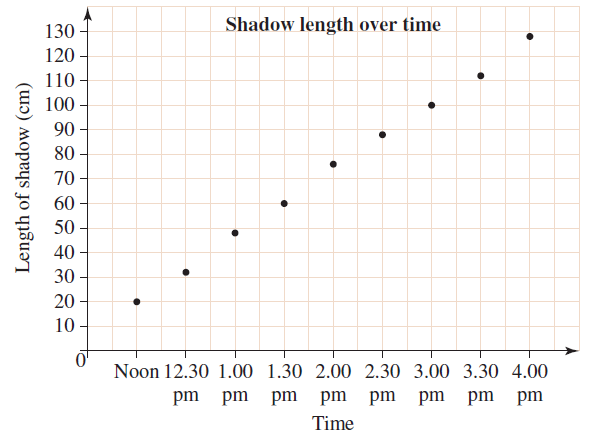 Shadow length over time
Length of shadow (cm)
130
120
110
100
90
80
70
60
50
40
30
20
10
0
Noon 12.30 1.00 1.30 2.00 2.30 3.00 3.30 4.00
pm pm pm pm pm pm pm pm
Time